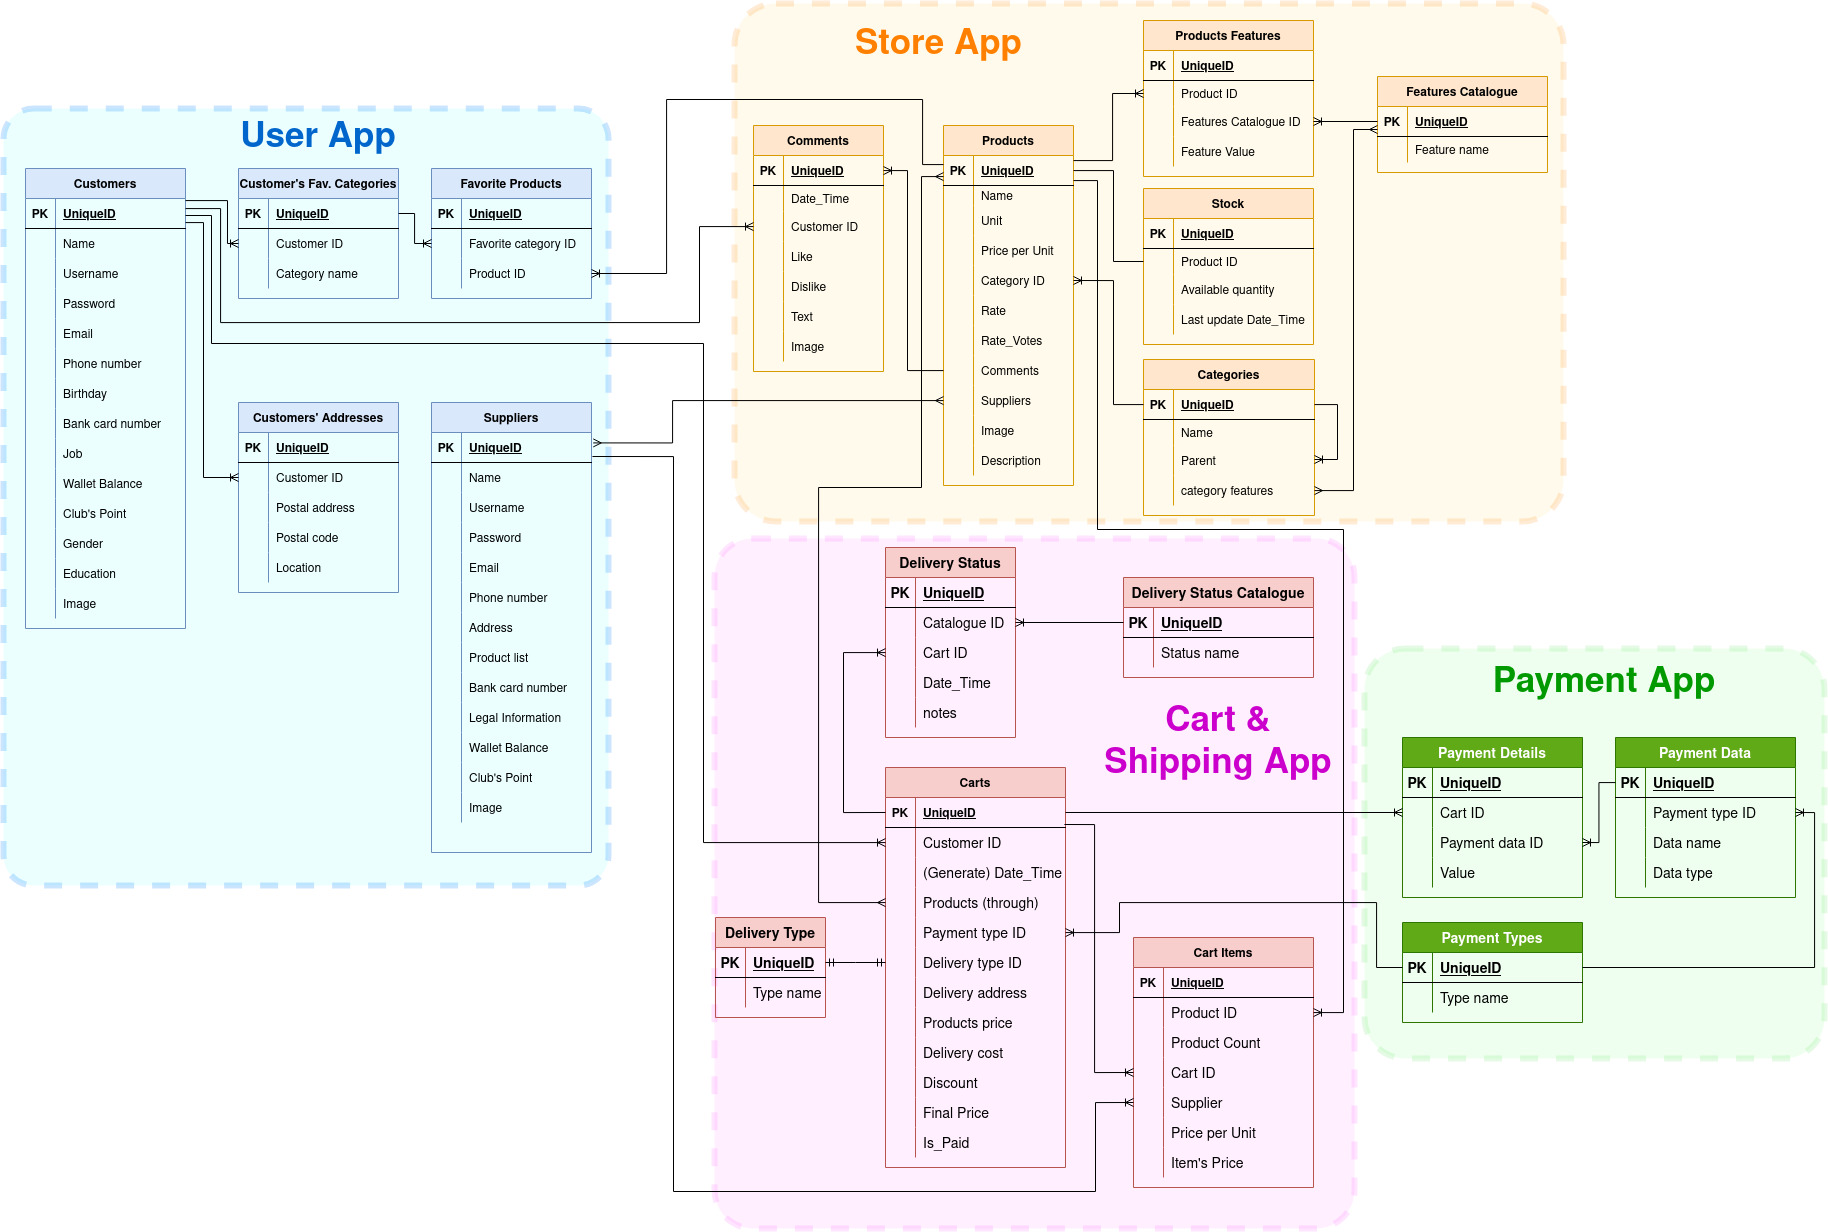 User App
Customers
PK UniqueID
Name
Username
Password
Email
Phone number
Birthday
Bank card number
Job
Wallet Balance
Club's Point
Gender
Education
Image
Customer's Fav. Categories
PK UniqueID
Customer ID
Category name
Favorite Products
PK UniqueID
Favorite category ID
Product ID
Customers' Addresses
PK UniqueID
Customer ID
Postal address
Postal code
Location
Suppliers
PK UniqueID
Name
Username
Password
Email
Phone number
Address
Product list
Bank card number
Legal Information
Wallet Balance
Club's Point
Image
Store App
Comments
PK UniqueID
Date_Time
Customer ID
Like
Dislike
Text
Image
Products
PK UniqueID
Name
Unit
Price per Unit
Category ID
Rate
Rate_Votes
Comments
Suppliers
Image
Description
Products Features
PK UniqueID
Product ID
Features Catalogue ID
Feature Value
Features Catalogue
PK UniqueID
Feature name
Stock
PK UniqueID
Product ID
Available quantity
Last update Date_Time
Categories
PK UniqueID
Name
Parent
category features
Cart &
Shipping App
Delivery Status
PK UniqueID
Catalogue ID
Cart ID
Date_Time
notes
Delivery Status Catalogue
PK UniqueID
Status name
Carts
PK UniqueID
Customer ID
(Generate) Date_Time
Products (through)
Payment type ID
Delivery type ID
Delivery address
Products price
Delivery cost
Discount
Final Price
Is_Paid
Delivery Type
PK UniqueID
Type name
Cart Items
PK UniqueID
Product ID
Product Count
Cart ID
Supplier
Price per Unit
Item's Price
Payment App
Payment Details
PK UniqueID
Cart ID
Payment data ID
Value
Payment Data
PK UniqueID
Payment type ID
Data name
Data type
Payment Types
PK UniqueID
Type name